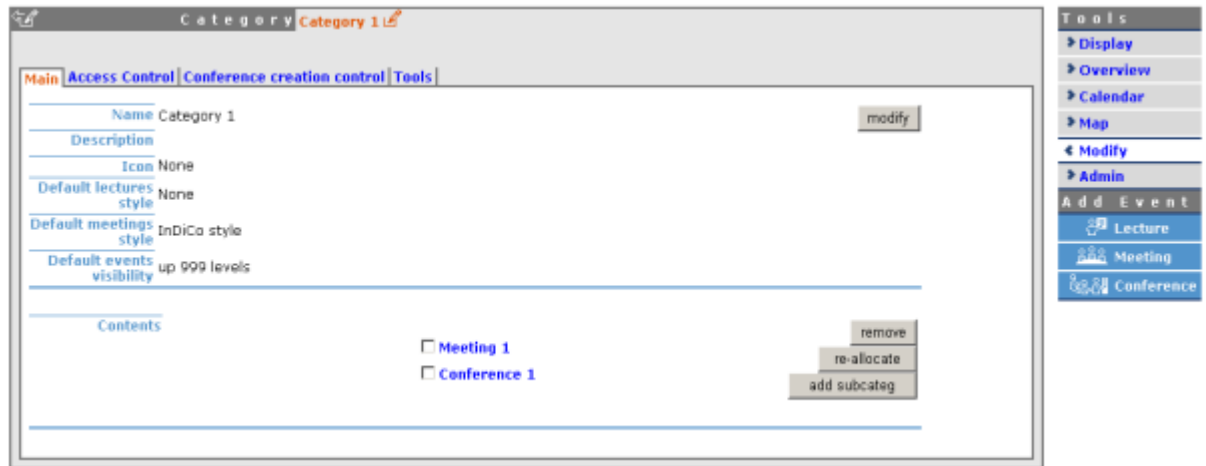 Category Category 1
Main Access Control Conference creation control Tools
Name Category 1
modify
Description
Icon None
Default lectures style None
Default meetings style InDiCo style
Default events visibility up 999 levels
Contents
Meeting 1
Conference 1
remove
re-allocate
add subcateg
Tools
Display
Overview
Calendar
Map
Modify
Admin
Add Event
Lecture
Meeting
Conference